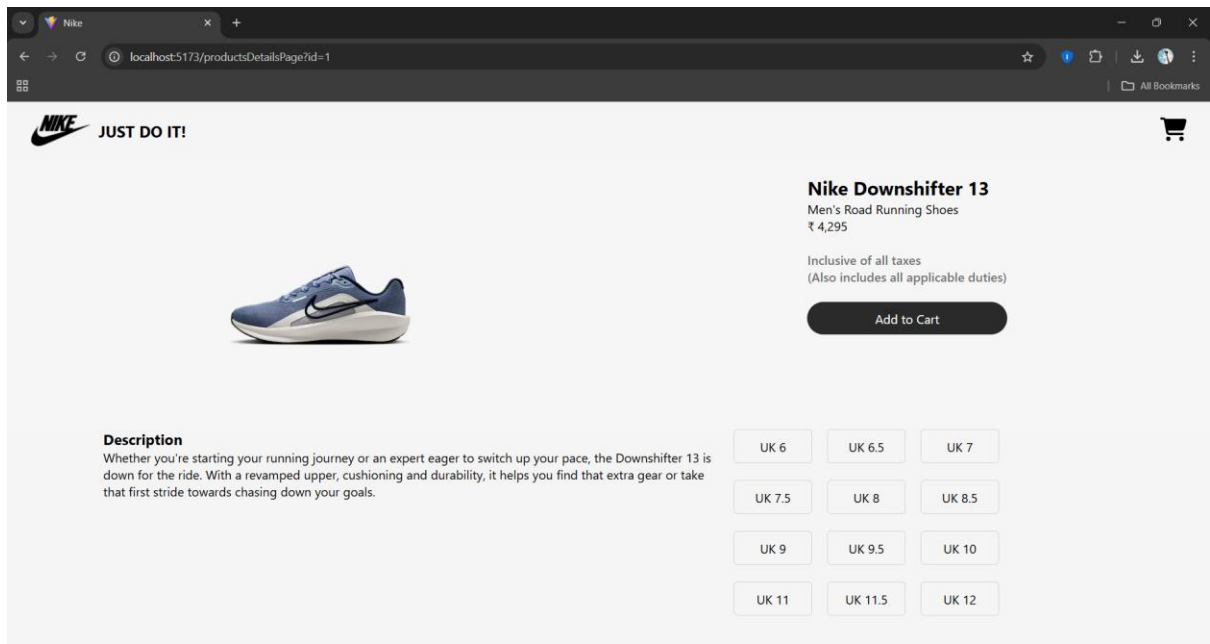 Nike
localhost:5173/productsDetailsPage?id=1
All Bookmarks
NIKE JUST DO IT!
Nike Downshifter 13
Men's Road Running Shoes
₹ 4,295
Inclusive of all taxes
(Also includes all applicable duties)
Add to Cart
Description
Whether you're starting your running journey or an expert eager to switch up your pace, the Downshifter 13 is
down for the ride. With a revamped upper, cushioning and durability, it helps you find that extra gear or take
that first stride towards chasing down your goals.
UK 6 UK 6.5 UK 7
UK 7.5 UK 8 UK 8.5
UK 9 UK 9.5 UK 10
UK 11 UK 11.5 UK 12